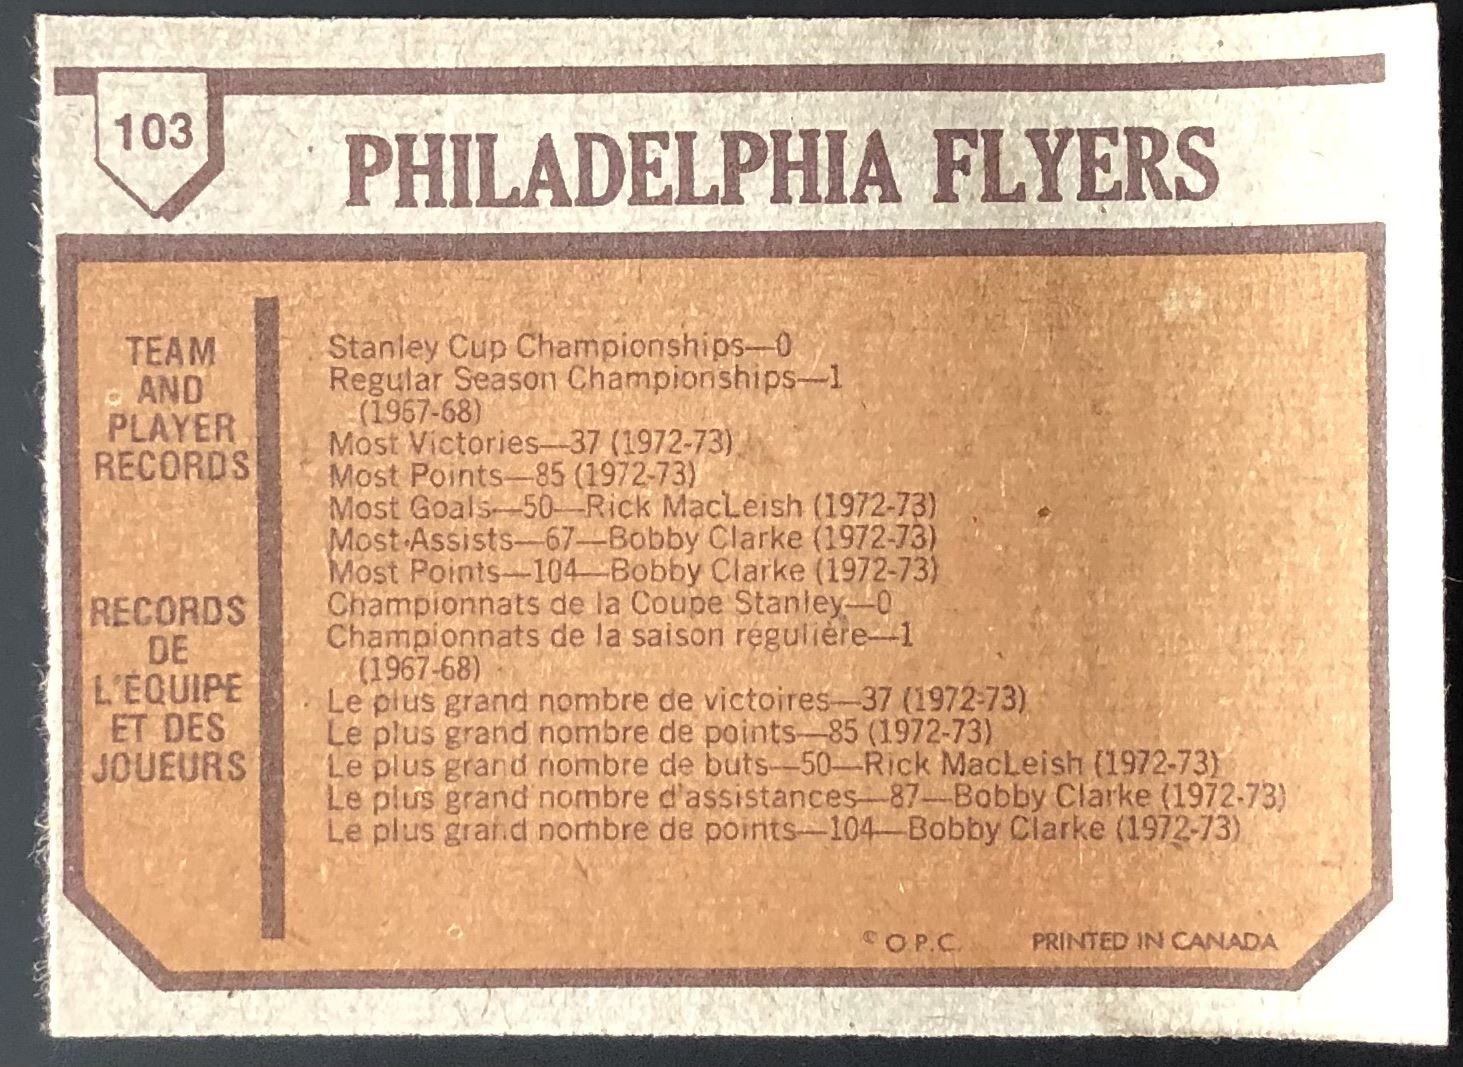 103
PHILADELPHIA FLYERS
TEAM
AND
PLAYER
RECORDS
Stanley Cup Championships—0
Regular Season Championships—1
(1967-68)
Most Victories—37 (1972-73)
Most Points—85 (1972-73)
Most Goals—50—Rick MacLeish (1972-73)
Most Assists—67—Bobby Clarke (1972-73)
Most Points—104—Bobby Clarke (1972-73)
RECORDS
DE
L'ÉQUIPE
ET DES
JOUEURS
Championnats de la Coupe Stanley—0
Championnats de la saison régulière—1
(1967-68)
Le plus grand nombre de victoires—37 (1972-73)
Le plus grand nombre de points—85 (1972-73)
Le plus grand nombre de buts—50—Rick MacLeish (1972-73)
Le plus grand nombre d'assistances—87—Bobby Clarke (1972-73)
Le plus grand nombre de points—104—Bobby Clarke (1972-73)
© O.P.C. PRINTED IN CANADA